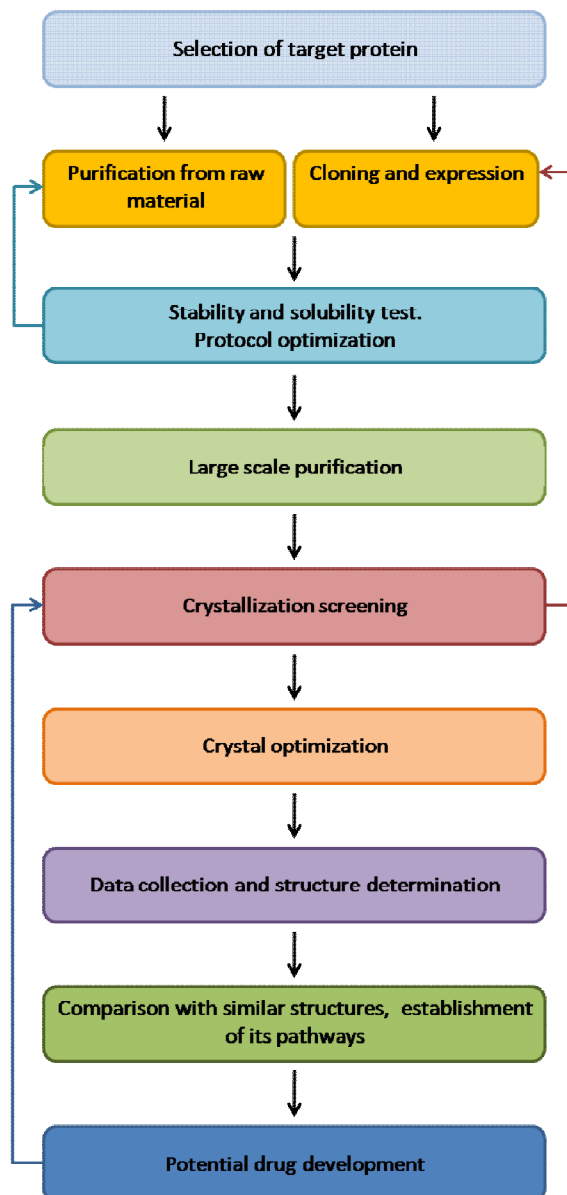 Selection of target protein
Purification from raw
material
Cloning and expression
Stability and solubility test.
Protocol optimization
Large scale purification
Crystallization screening
Crystal optimization
Data collection and structure determination
Comparison with similar structures, establishment
of its pathways
Potential drug development